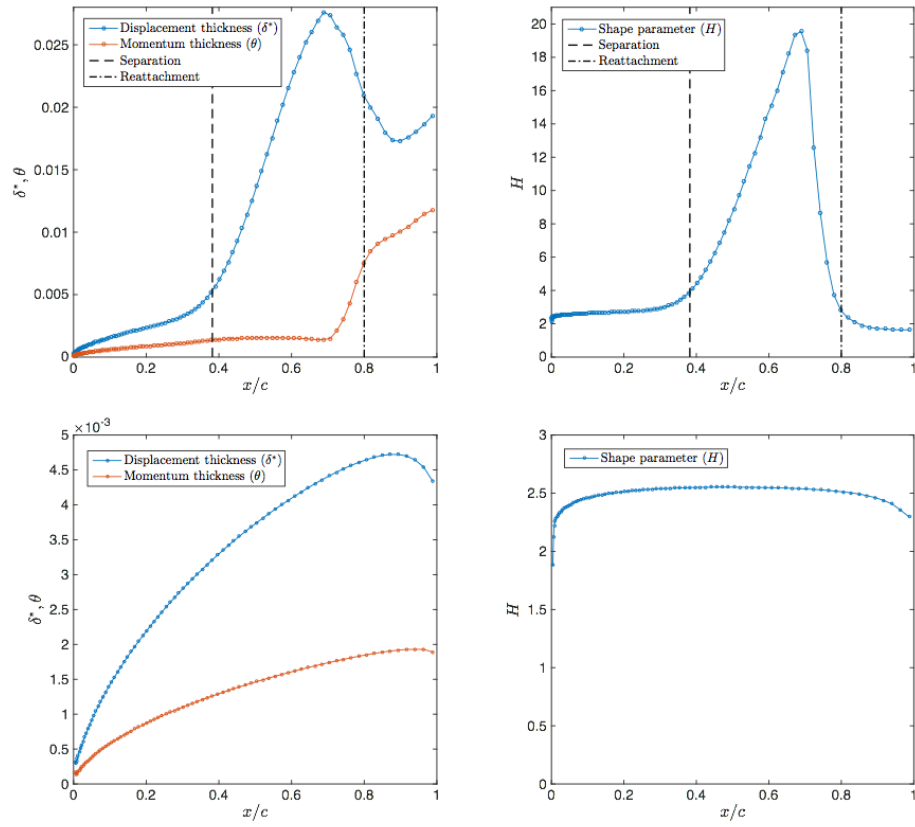 Displacement thickness (δ*)
Momentum thickness (θ)
Separation
Reattachment
0.025
0.02
0.015
0.01
0.005
0
δ*, θ
0 0.2 0.4 0.6 0.8 1
x/c
Shape parameter (H)
Separation
Reattachment
20
18
16
14
12
10
8
6
4
2
0
H
0 0.2 0.4 0.6 0.8 1
x/c
×10⁻³
Displacement thickness (δ*)
Momentum thickness (θ)
5
4.5
4
3.5
3
2.5
2
1.5
1
0.5
0
δ*, θ
0 0.2 0.4 0.6 0.8 1
x/c
Shape parameter (H)
3
2.5
2
1.5
1
0.5
0
H
0 0.2 0.4 0.6 0.8 1
x/c